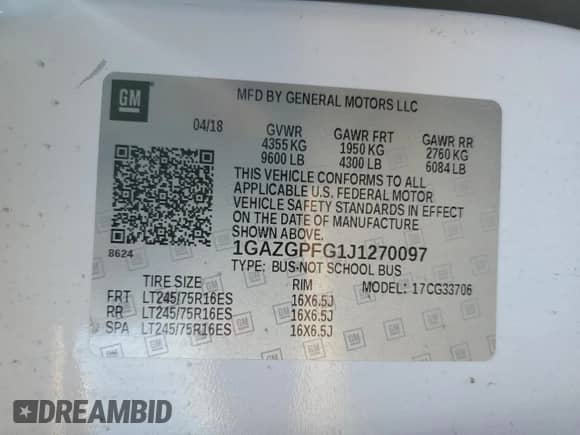 GM
MFD BY GENERAL MOTORS LLC
04/18 GVWR GAWR FRT GAWR RR
4355 KG 1950 KG 2760 KG
9600 LB 4300 LB 6084 LB
THIS VEHICLE CONFORMS TO ALL
APPLICABLE U.S. FEDERAL MOTOR
VEHICLE SAFETY STANDARDS IN EFFECT
ON THE DATE OF MANUFACTURE
SHOWN ABOVE.
8624 1GAZGPFG1J1270097
TYPE: BUS-NOT SCHOOL BUS
TIRE SIZE RIM MODEL: 17CG33706
FRT LT245/75R16ES 16X6.5J
RR LT245/75R16ES 16X6.5J
SPA LT245/75R16ES 16X6.5J
DREAMBID